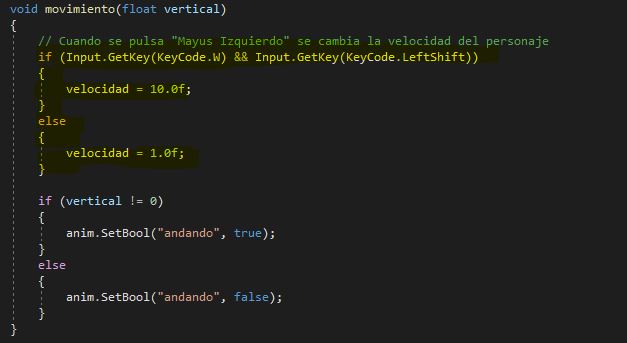 void movimiento(float vertical)
{
// Cuando se pulsa "Mayus Izquierdo" se cambia la velocidad del personaje
if (Input.GetKey(KeyCode.W) && Input.GetKey(KeyCode.LeftShift))
{
velocidad = 10.0f;
}
else
{
velocidad = 1.0f;
}
if (vertical != 0)
{
anim.SetBool("andando", true);
}
else
{
anim.SetBool("andando", false);
}
}